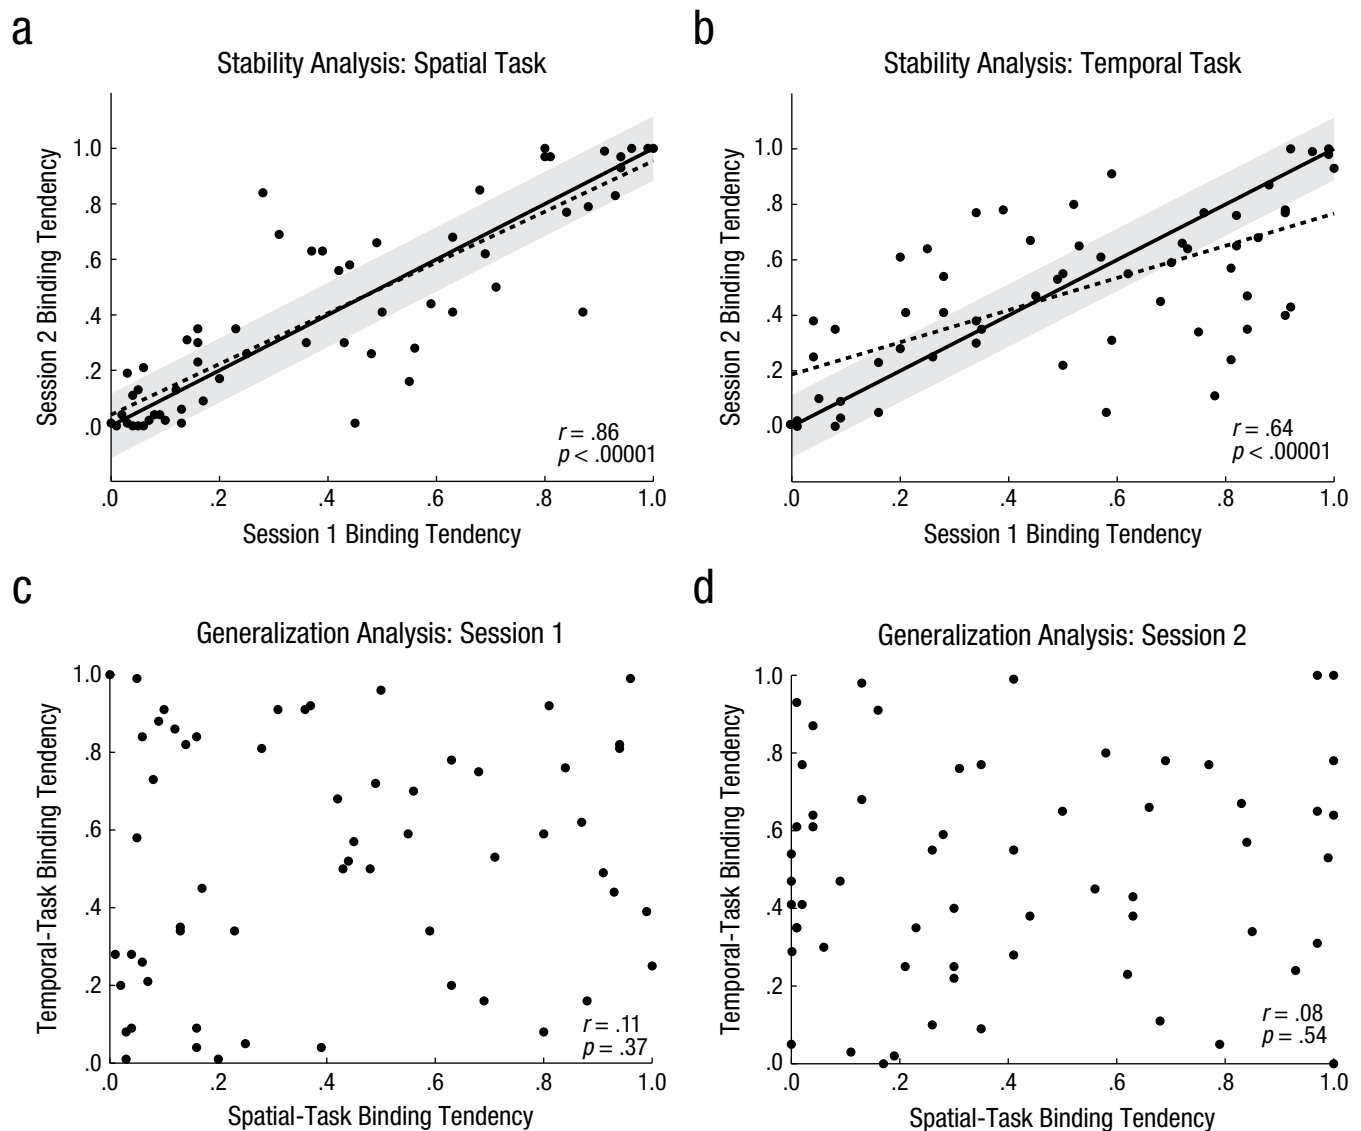 a
Stability Analysis: Spatial Task
Session 2 Binding Tendency
1.0
.8
.6
.4
.2
.0
r = .86
p < .00001
.0 .2 .4 .6 .8 1.0
Session 1 Binding Tendency
b
Stability Analysis: Temporal Task
Session 2 Binding Tendency
1.0
.8
.6
.4
.2
.0
r = .64
p < .00001
.0 .2 .4 .6 .8 1.0
Session 1 Binding Tendency
c
Generalization Analysis: Session 1
Temporal-Task Binding Tendency
1.0
.8
.6
.4
.2
.0
r = .11
p = .37
.0 .2 .4 .6 .8 1.0
Spatial-Task Binding Tendency
d
Generalization Analysis: Session 2
Temporal-Task Binding Tendency
1.0
.8
.6
.4
.2
.0
r = .08
p = .54
.0 .2 .4 .6 .8 1.0
Spatial-Task Binding Tendency